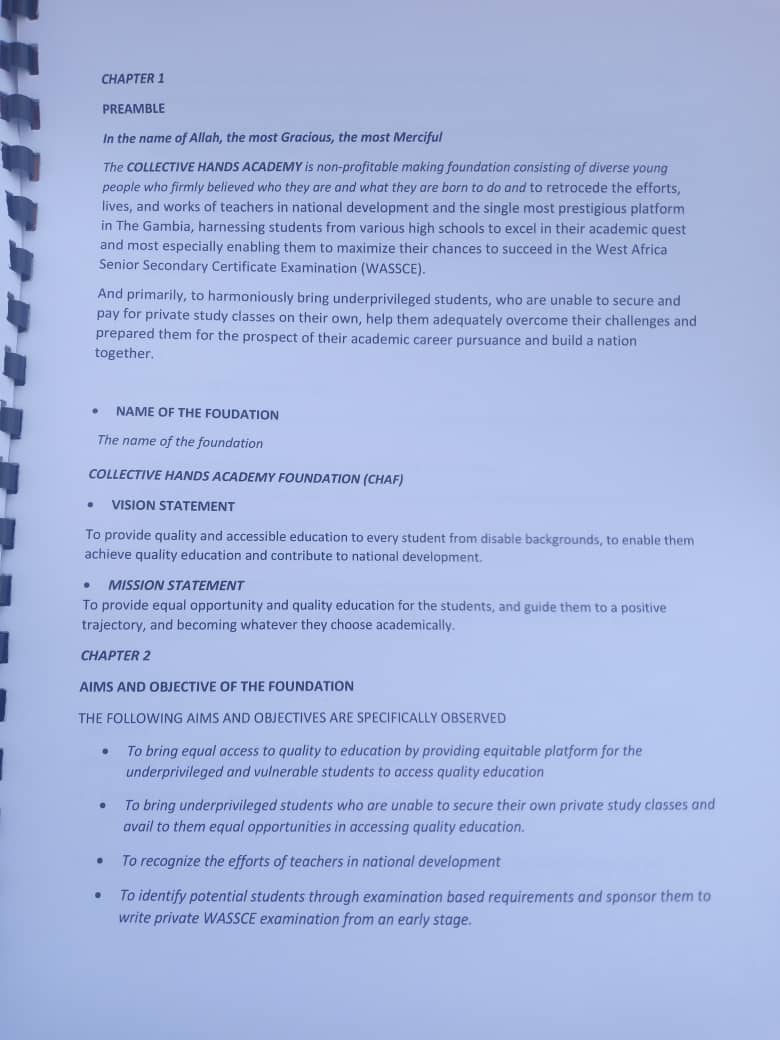 CHAPTER 1
PREAMBLE
In the name of Allah, the most Gracious, the most Merciful
The COLLECTIVE HANDS ACADEMY is non-profitable making foundation consisting of diverse young
people who firmly believed who they are and what they are born to do and to retrocede the efforts,
lives, and works of teachers in national development and the single most prestigious platform
in The Gambia, harnessing students from various high schools to excel in their academic quest
and most especially enabling them to maximize their chances to succeed in the West Africa
Senior Secondary Certificate Examination (WASSCE).
And primarily, to harmoniously bring underprivileged students, who are unable to secure and
pay for private study classes on their own, help them adequately overcome their challenges and
prepared them for the prospect of their academic career pursuance and build a nation
together.
• NAME OF THE FOUDATION
The name of the foundation
COLLECTIVE HANDS ACADEMY FOUNDATION (CHAF)
• VISION STATEMENT
To provide quality and accessible education to every student from disable backgrounds, to enable them
achieve quality education and contribute to national development.
• MISSION STATEMENT
To provide equal opportunity and quality education for the students, and guide them to a positive
trajectory, and becoming whatever they choose academically.
CHAPTER 2
AIMS AND OBJECTIVE OF THE FOUNDATION
THE FOLLOWING AIMS AND OBJECTIVES ARE SPECIFICALLY OBSERVED
• To bring equal access to quality to education by providing equitable platform for the
underprivileged and vulnerable students to access quality education
• To bring underprivileged students who are unable to secure their own private study classes and
avail to them equal opportunities in accessing quality education.
• To recognize the efforts of teachers in national development
• To identify potential students through examination based requirements and sponsor them to
write private WASSCE examination from an early stage.